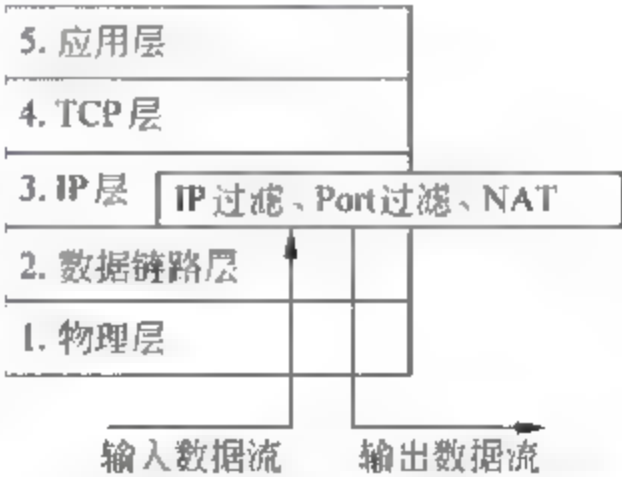 5. 应用层
4. TCP层
3. IP层
IP过滤、Port过滤、NAT
2. 数据链路层
1. 物理层
输入数据流
输出数据流